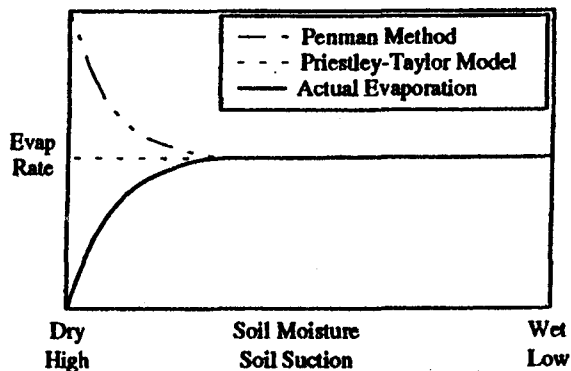 Penman Method
Priestley-Taylor Model
Actual Evaporation
Evap
Rate
Dry Soil Moisture Wet
High Soil Suction Low